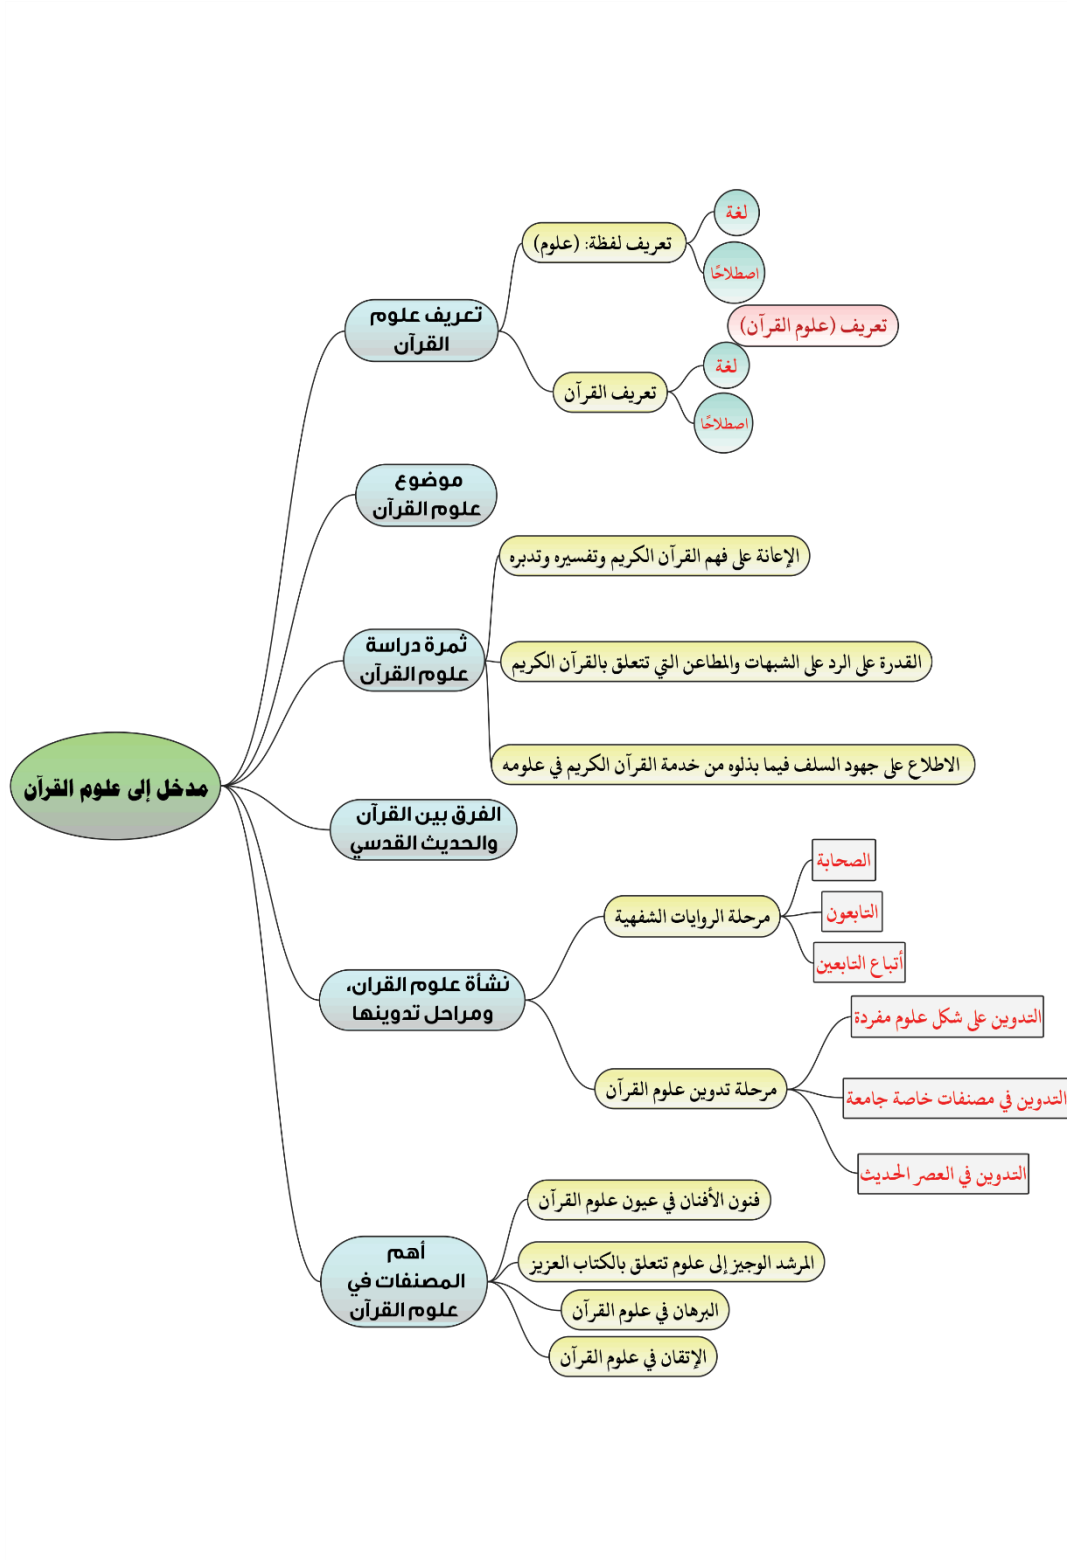 مدخل إلى علوم القرآن
تعريف علوم
القرآن
تعريف لفظة: (علوم)
لغة
اصطلاحًا
تعريف (علوم القرآن)
تعريف القرآن
لغة
اصطلاحًا
موضوع
علوم القرآن
ثمرة دراسة
علوم القرآن
الإعانة على فهم القرآن الكريم وتفسيره وتدبره
القدرة على الرد على الشبهات والمطاعن التي تتعلق بالقرآن الكريم
الاطلاع على جهود السلف فيما بذلوه من خدمة القرآن الكريم في علومه
الفرق بين القرآن
والحديث القدسي
نشأة علوم القران،
ومراحل تدوينها
مرحلة الروايات الشفهية
الصحابة
التابعون
أتباع التابعين
مرحلة تدوين علوم القرآن
التدوين على شكل علوم مفردة
التدوين في مصنفات خاصة جامعة
التدوين في العصر الحديث
أهم
المصنفات في
علوم القرآن
فنون الأفنان في عيون علوم القرآن
المرشد الوجيز إلى علوم تتعلق بالكتاب العزيز
البرهان في علوم القرآن
الإتقان في علوم القرآن